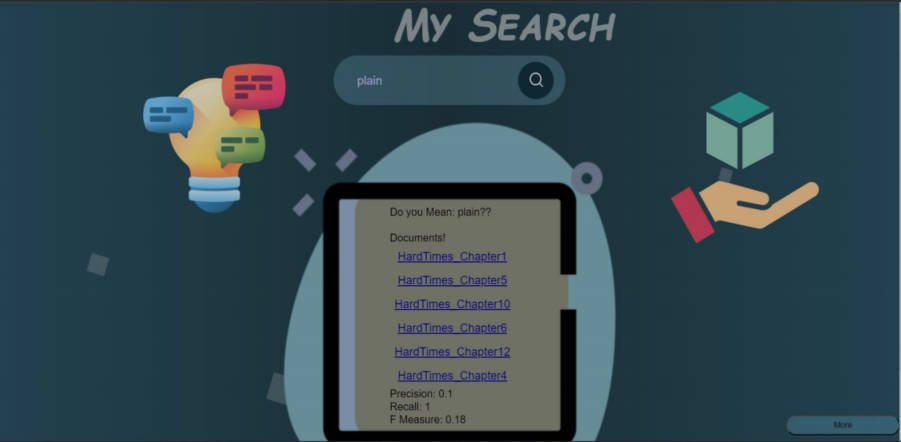 My Search
plain
Do you Mean: plain??
Documents!
HardTimes_Chapter1
HardTimes_Chapter5
HardTimes_Chapter10
HardTimes_Chapter6
HardTimes_Chapter12
HardTimes_Chapter4
Precision: 0.1
Recall: 1
F Measure: 0.18
More